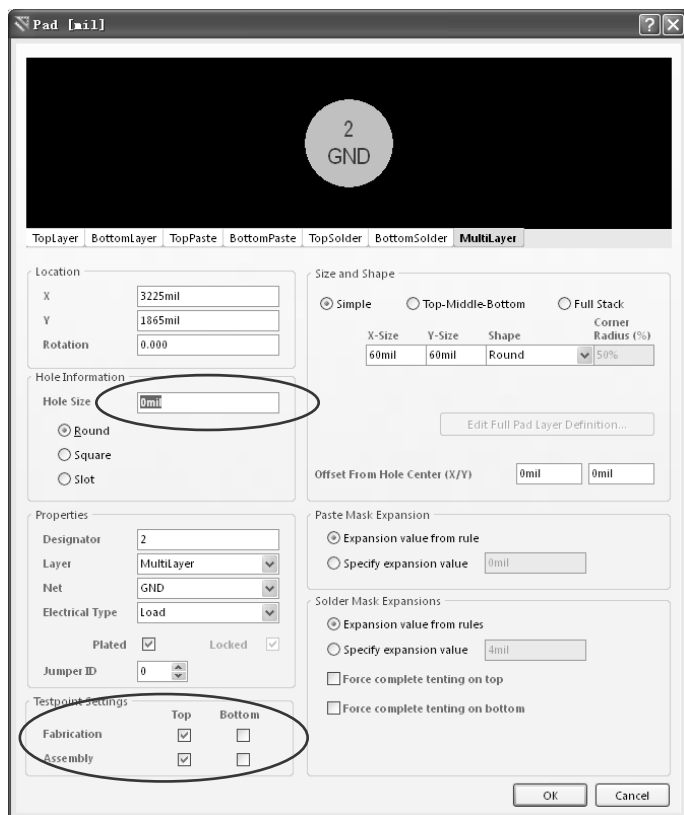 Pad [mil]
2
GND
TopLayer BottomLayer TopPaste BottomPaste TopSolder BottomSolder MultiLayer
Location
X 3225mil
Y 1865mil
Rotation 0.000
Hole Information
Hole Size 0mil
Round
Square
Slot
Properties
Designator 2
Layer MultiLayer
Net GND
Electrical Type Load
Plated Locked
Jumper ID 0
Testpoint Settings
Top Bottom
Fabrication
Assembly
Size and Shape
Simple Top-Middle-Bottom Full Stack
X-Size Y-Size Shape Corner Radius (%)
60mil 60mil Round 50%
Edit Full Pad Layer Definition...
Offset From Hole Center (X/Y) 0mil 0mil
Paste Mask Expansion
Expansion value from rule
Specify expansion value 0mil
Solder Mask Expansions
Expansion value from rules
Specify expansion value 4mil
Force complete tenting on top
Force complete tenting on bottom
OK Cancel